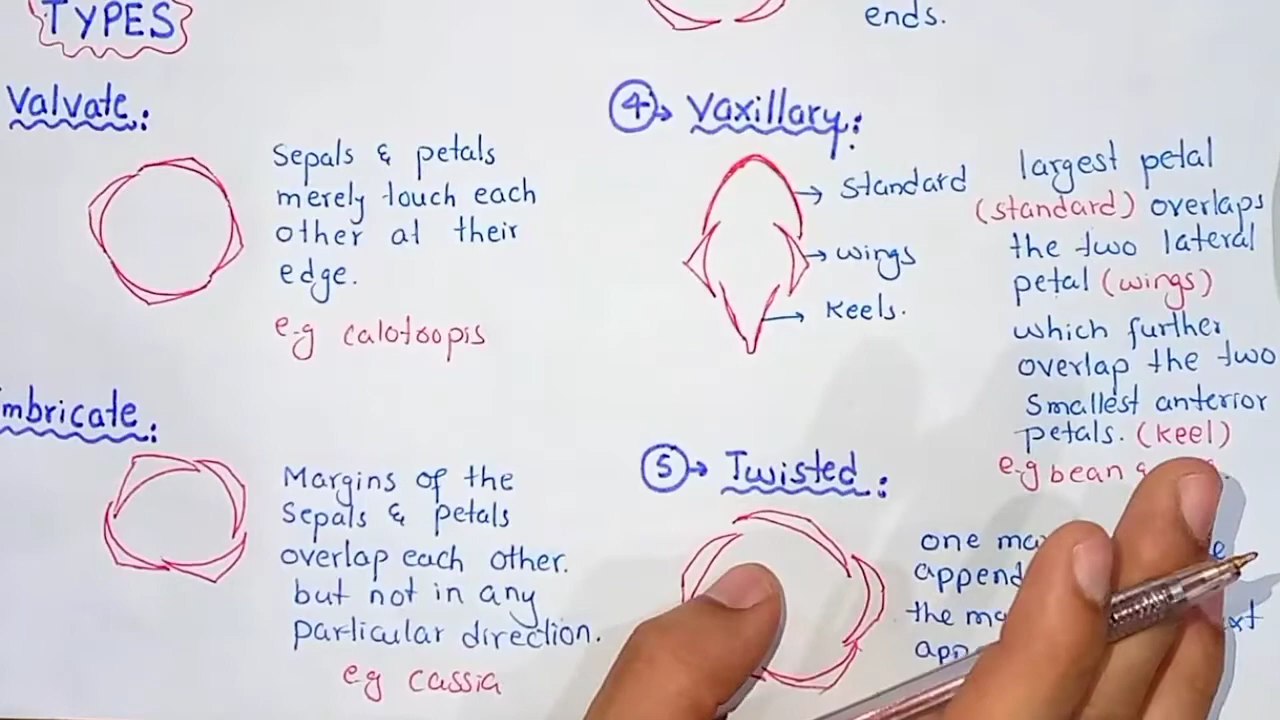 TYPES
Valvate:
Sepals & petals
merely touch each
other at their
edge.
e.g calotropis
mbricate:
Margins of the
Sepals & petals
overlap each other.
but not in any
particular direction.
eg cassia
ends.
4 → Vaxillary:
→ Standard
→ wings
→ Keels.
largest petal
(standard) overlaps
the two lateral
petal (wings)
which further
overlap the two
Smallest anterior
petals. (keel)
e.g bean &
5 → Twisted:
one
append
the